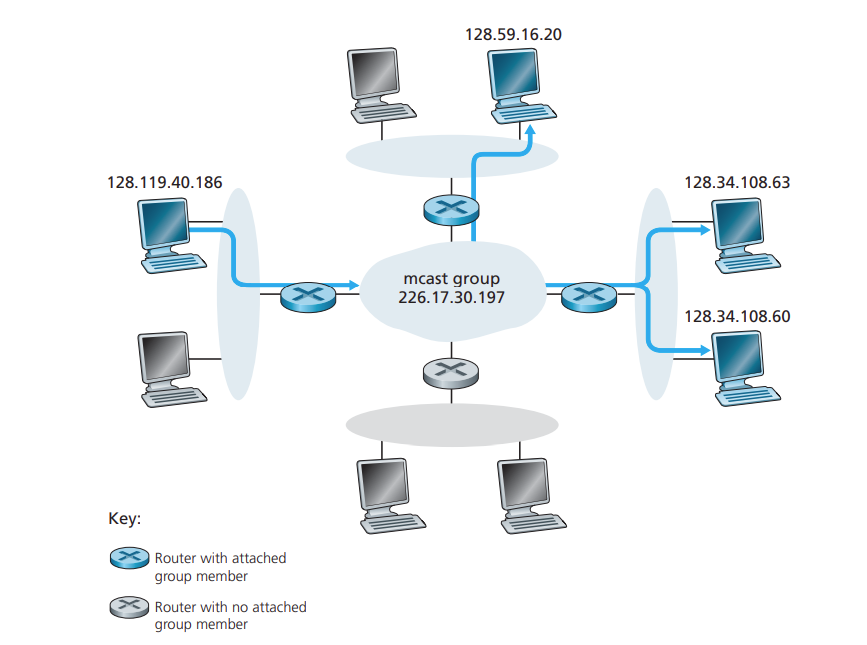 128.59.16.20
128.119.40.186
128.34.108.63
mcast group
226.17.30.197
128.34.108.60
Key:
Router with attached
group member
Router with no attached
group member